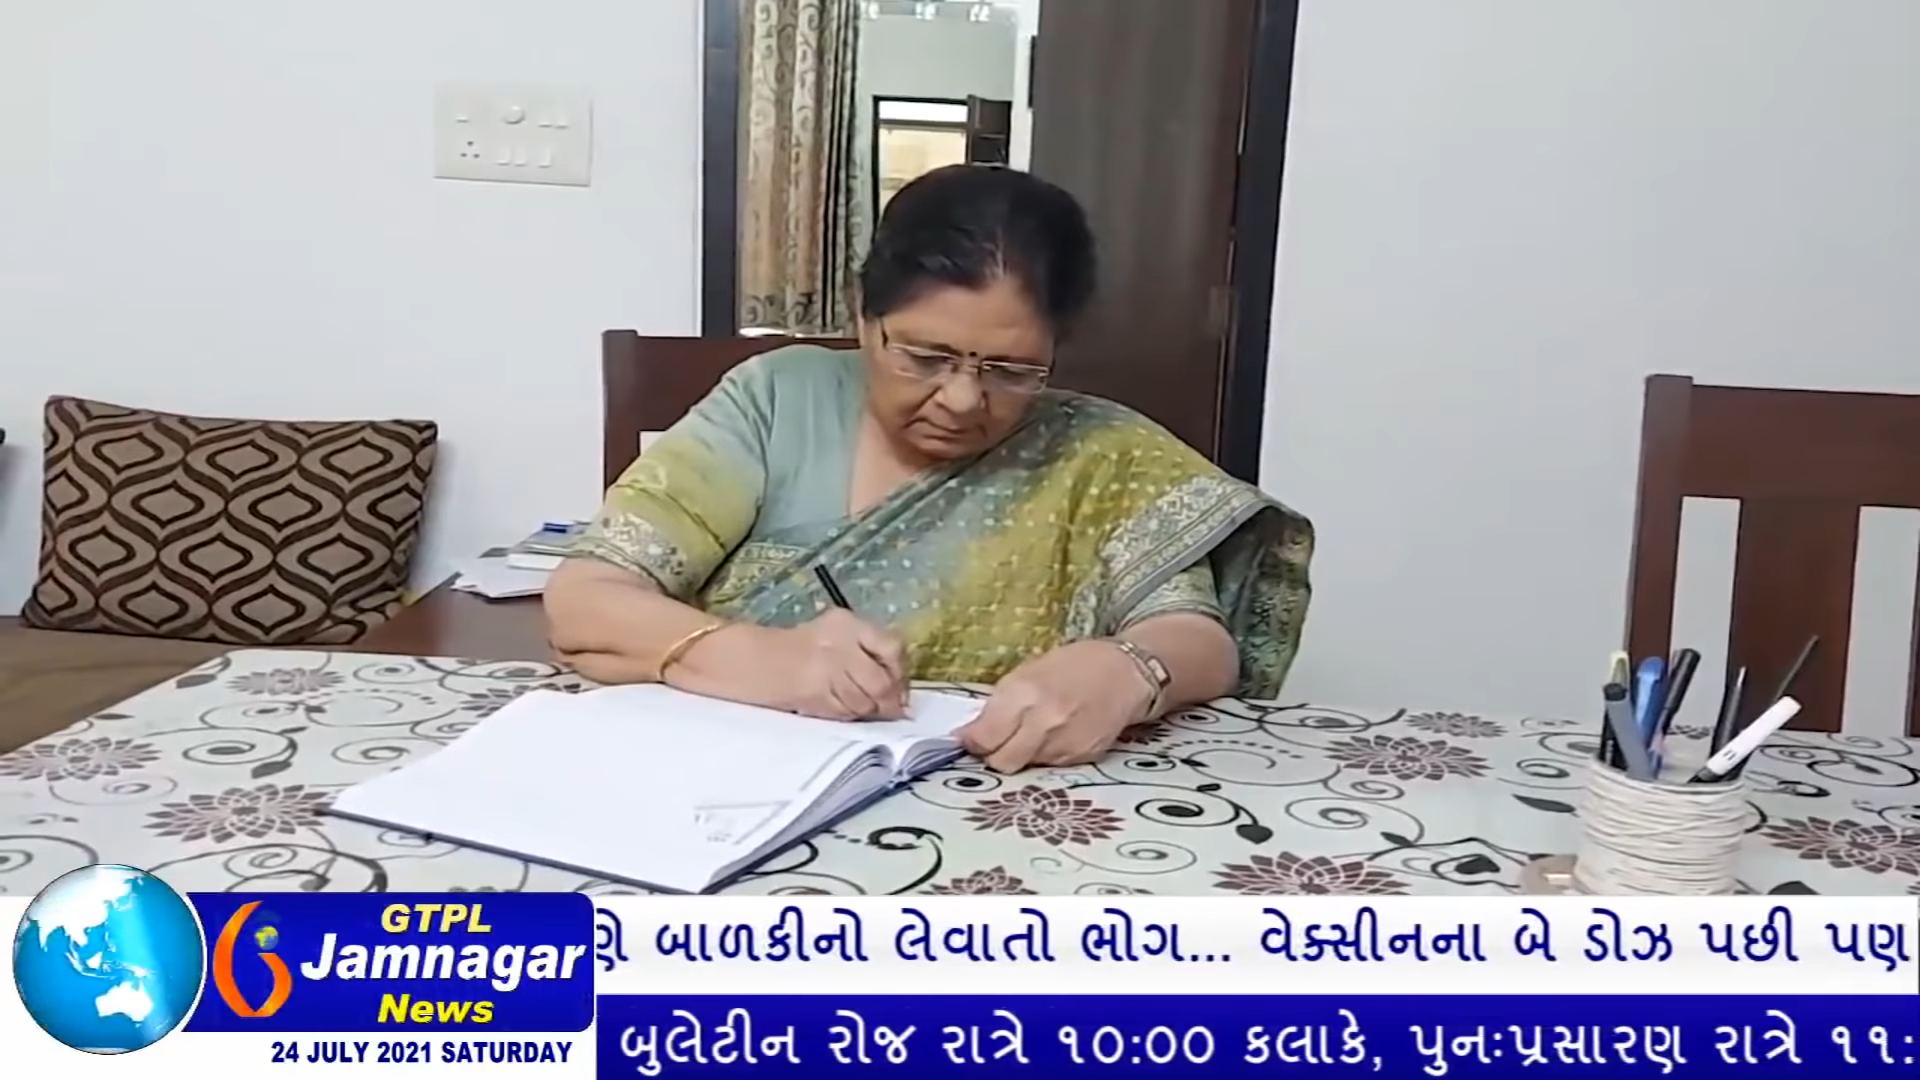 GTPL
Jamnagar
News
24 JULY 2021 SATURDAY
ણે બાળકીનો લેવાતો ભોગ... વેક્સીનના બે ડોઝ પછી પણ
બુલેટીન રોજ રાત્રે ૧૦:૦૦ કલાકે, પુનઃપ્રસારણ રાત્રે ૧૧: